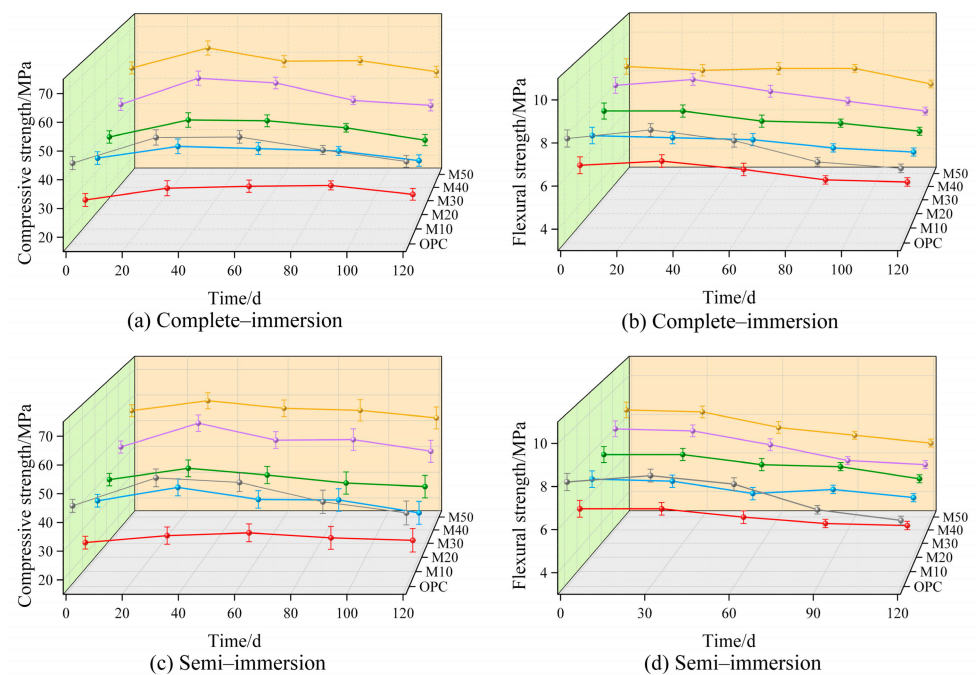 Compressive strength/MPa
70
60
50
40
30
20
0
20
40
60
80
100
120
M50
M40
M30
M20
M10
OPC
Time/d
(a) Complete–immersion
Flexural strength/MPa
10
8
6
4
0
20
40
60
80
100
120
M50
M40
M30
M20
M10
OPC
Time/d
(b) Complete–immersion
Compressive strength/MPa
70
60
50
40
30
20
0
20
40
60
80
100
120
M50
M40
M30
M20
M10
OPC
Time/d
(c) Semi–immersion
Flexural strength/MPa
10
8
6
4
0
30
60
90
120
M50
M40
M30
M20
M10
OPC
Time/d
(d) Semi–immersion